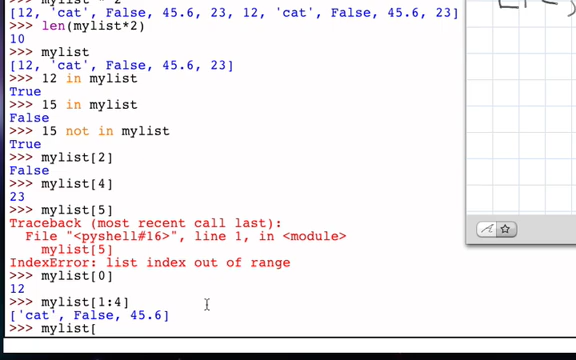 >>> mylist * 2
[12, 'cat', False, 45.6, 23, 12, 'cat', False, 45.6, 23]
>>> len(mylist*2)
10
>>> mylist
[12, 'cat', False, 45.6, 23]
>>> 12 in mylist
True
>>> 15 in mylist
False
>>> 15 not in mylist
True
>>> mylist[2]
False
>>> mylist[4]
23
>>> mylist[5]
Traceback (most recent call last):
  File "<pyshell#16>", line 1, in <module>
    mylist[5]
IndexError: list index out of range
>>> mylist[0]
12
>>> mylist[1:4]
['cat', False, 45.6]
>>> mylist[